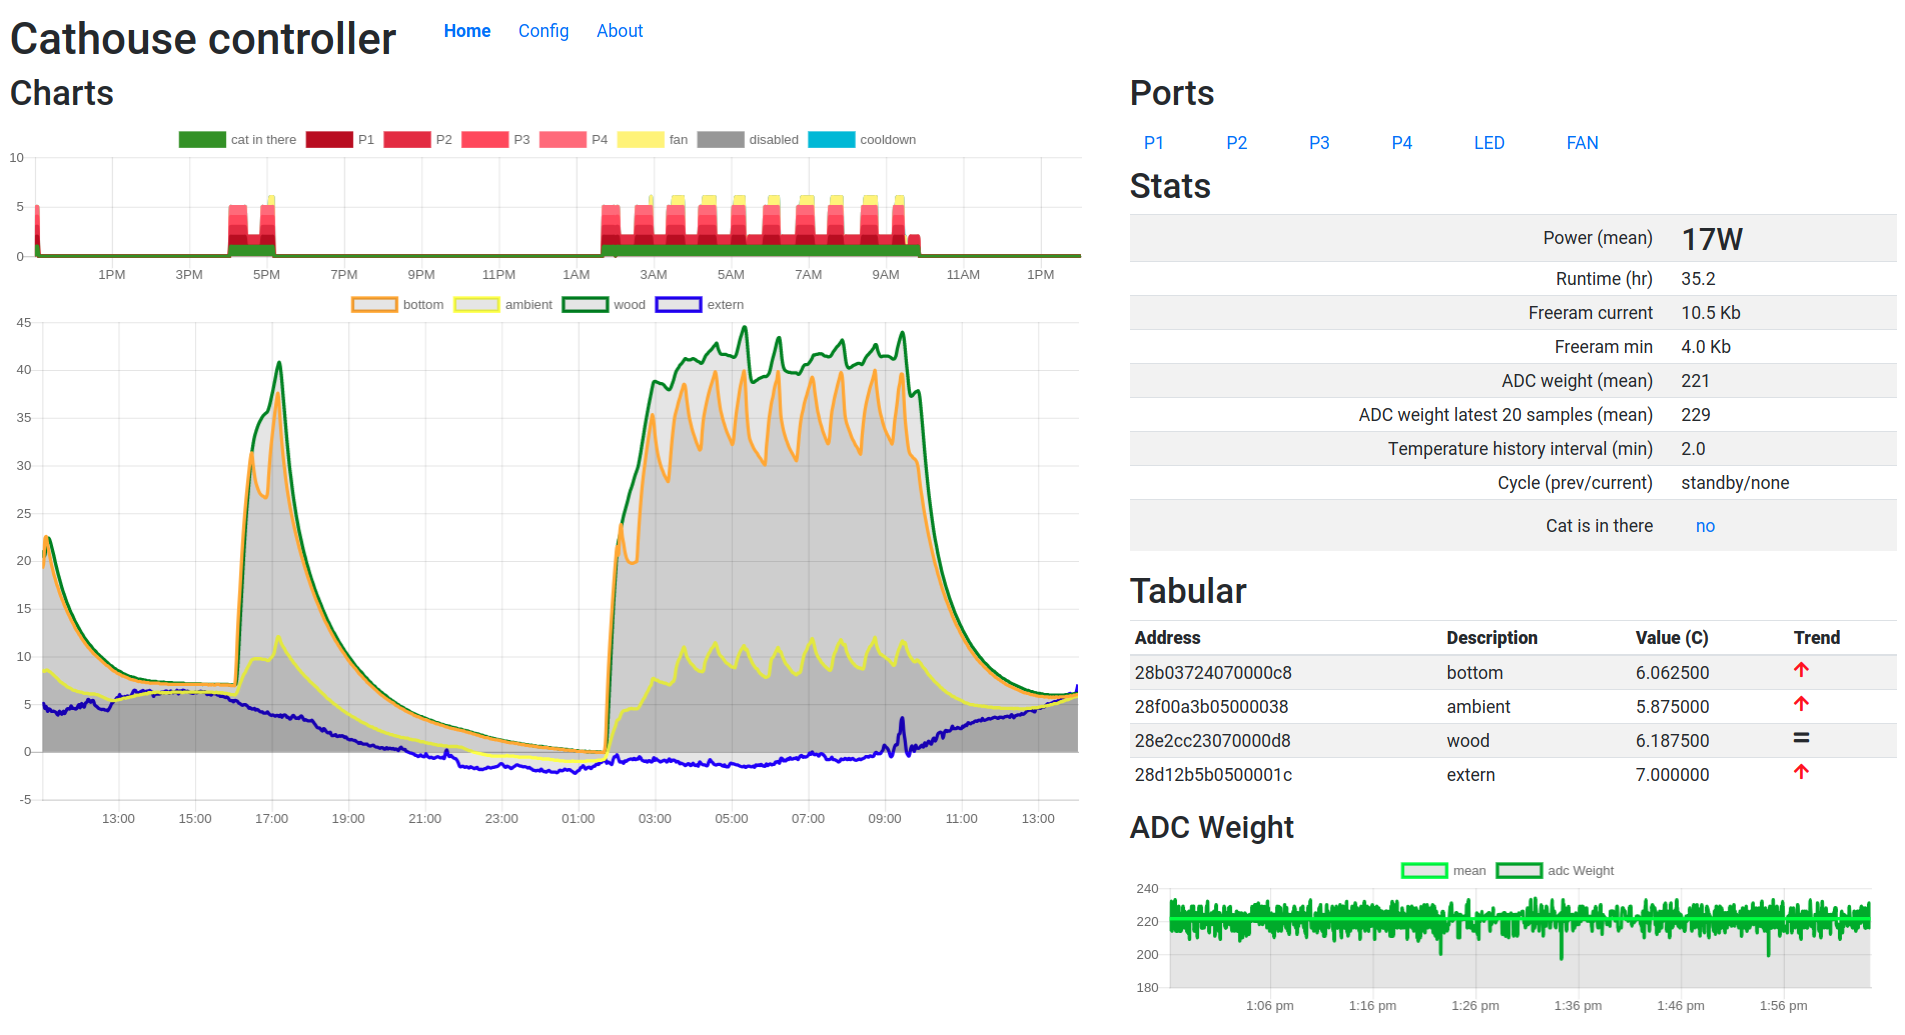 Cathouse controller Home Config About
Charts
cat in there P1 P2 P3 P4 fan disabled cooldown
10
5
0
1PM 3PM 5PM 7PM 9PM 11PM 1AM 3AM 5AM 7AM 9AM 11AM 1PM
bottom ambient wood extern
45
40
35
30
25
20
15
10
5
0
-5
13:00 15:00 17:00 19:00 21:00 23:00 01:00 03:00 05:00 07:00 09:00 11:00 13:00
Ports
P1 P2 P3 P4 LED FAN
Stats
Power (mean) 17W
Runtime (hr) 35.2
Freeram current 10.5 Kb
Freeram min 4.0 Kb
ADC weight (mean) 221
ADC weight latest 20 samples (mean) 229
Temperature history interval (min) 2.0
Cycle (prev/current) standby/none
Cat is in there no
Tabular
Address Description Value (C) Trend
28b03724070000c8 bottom 6.062500
28f00a3b05000038 ambient 5.875000
28e2cc23070000d8 wood 6.187500 =
28d12b5b0500001c extern 7.000000
ADC Weight
mean adc Weight
240
220
200
180
1:06 pm 1:16 pm 1:26 pm 1:36 pm 1:46 pm 1:56 pm